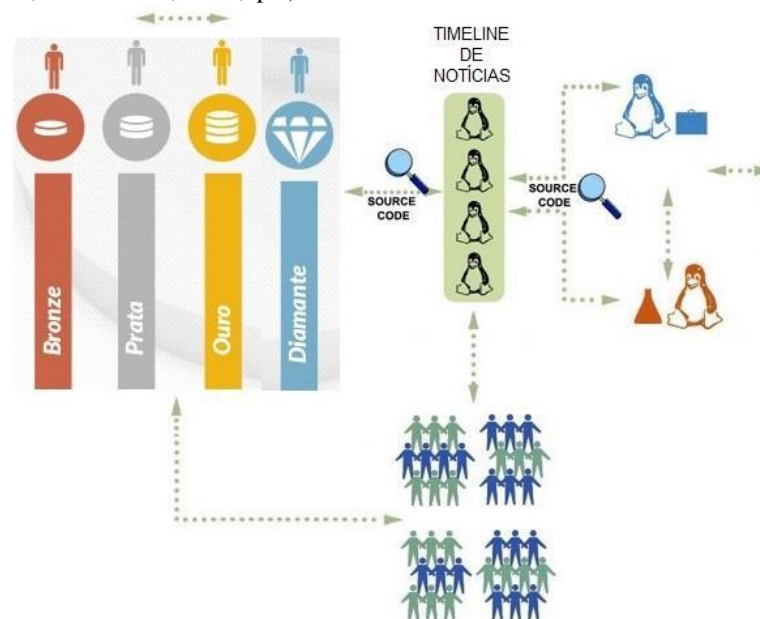 TIMELINE
DE
NOTÍCIAS
SOURCE
CODE
SOURCE
CODE
Bronze
Prata
Ouro
Diamante